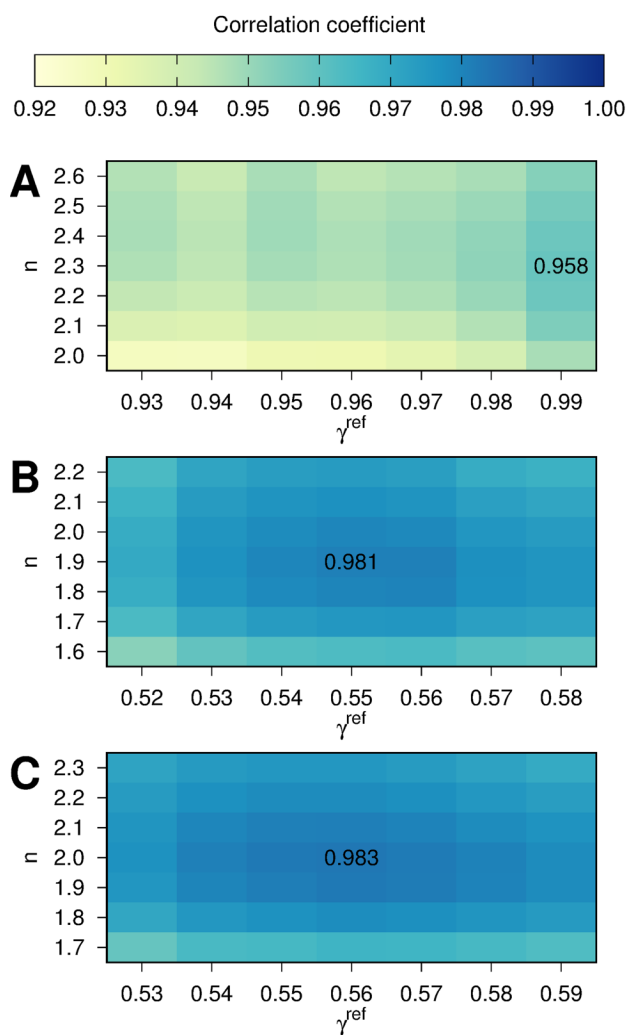 Correlation coefficient
0.92 0.93 0.94 0.95 0.96 0.97 0.98 0.99 1.00
A
2.6
2.5
2.4
n 2.3 0.958
2.2
2.1
2.0
0.93 0.94 0.95 0.96 0.97 0.98 0.99
γref
B
2.2
2.1
2.0
n 1.9 0.981
1.8
1.7
1.6
0.52 0.53 0.54 0.55 0.56 0.57 0.58
γref
C
2.3
2.2
2.1
n 2.0 0.983
1.9
1.8
1.7
0.53 0.54 0.55 0.56 0.57 0.58 0.59
γref